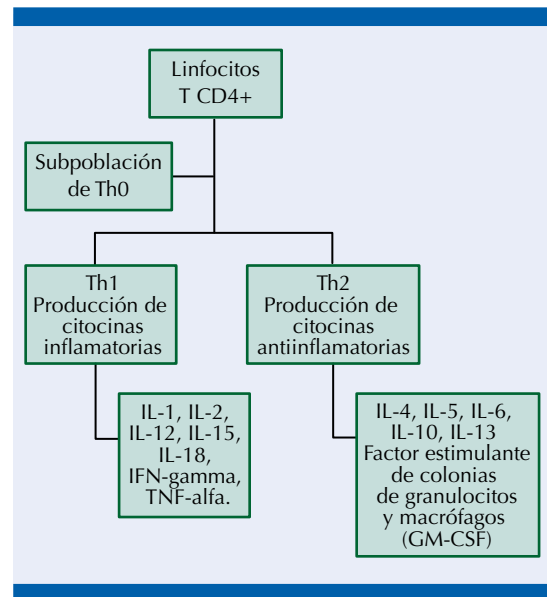 Linfocitos
T CD4+
Subpoblación
de Th0
Th1
Producción de
citocinas
inflamatorias
Th2
Producción de
citocinas
antiinflamatorias
IL-1, IL-2,
IL-12, IL-15,
IL-18,
IFN-gamma,
TNF-alfa.
IL-4, IL-5, IL-6,
IL-10, IL-13
Factor estimulante
de colonias
de granulocitos
y macrófagos
(GM-CSF)